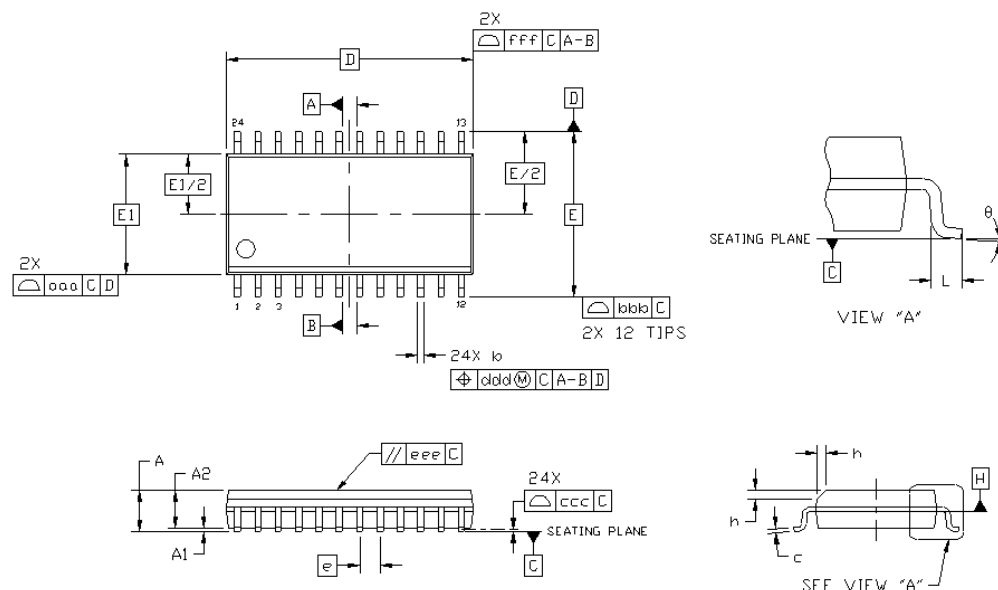 2X
⌓ fff C A-B
D
A
D
24
13
E1/2
E/2
E1
E
2X
⌓ aaa C D
1 2 3
12
B
⌓ bbb C
2X 12 TIPS
24X b
⌖ ddd Ⓜ C A-B D
θ
SEATING PLANE
C
L
VIEW "A"
// eee C
A
A2
24X
⌓ ccc C
SEATING PLANE
A1
e
C
h
H
h
c
SEE VIEW "A"